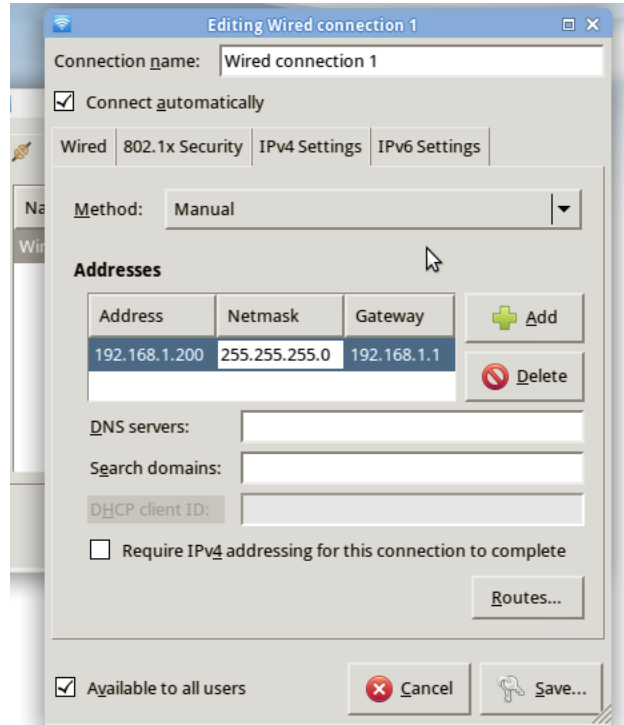 Editing Wired connection 1
Connection name: Wired connection 1
Connect automatically
Wired 802.1x Security IPv4 Settings IPv6 Settings
Na
Method: Manual
Wir
Addresses
Address Netmask Gateway Add
192.168.1.200 255.255.255.0 192.168.1.1
Delete
DNS servers:
Search domains:
DHCP client ID:
Require IPv4 addressing for this connection to complete
Routes...
Available to all users Cancel Save...